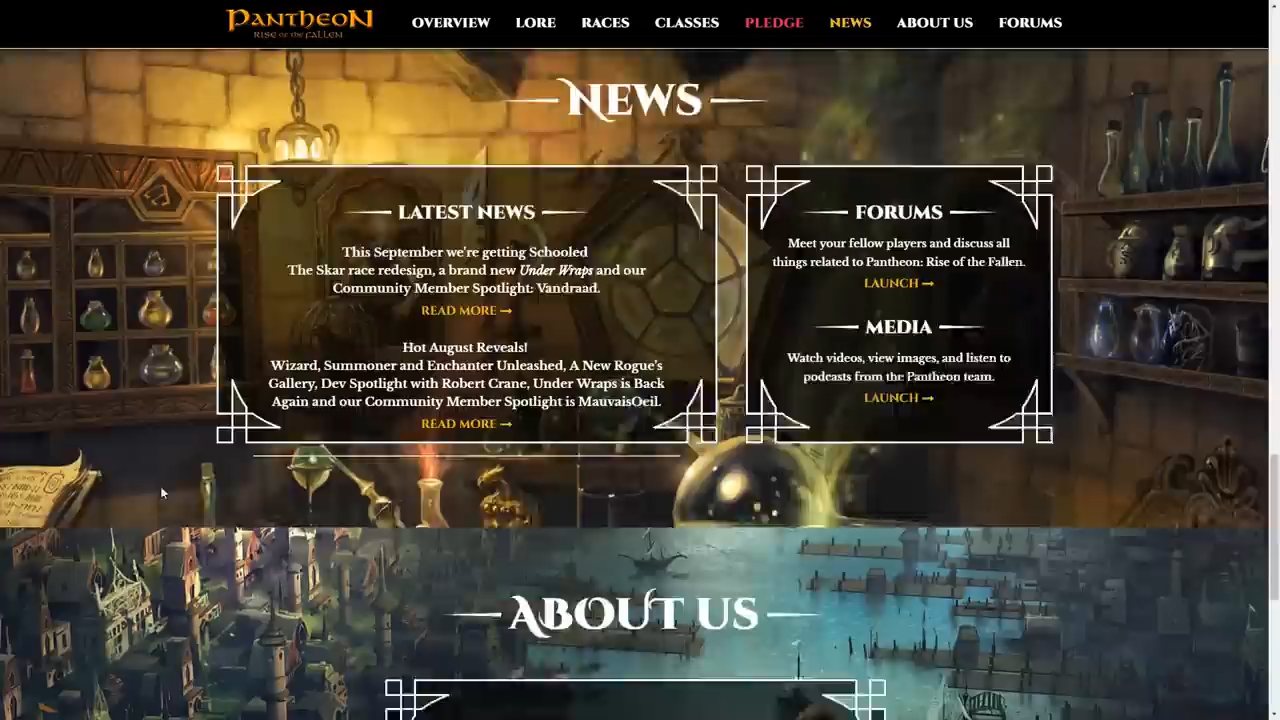 PANTHEON
RISE OF THE FALLEN
OVERVIEW LORE RACES CLASSES PLEDGE NEWS ABOUT US FORUMS
NEWS
LATEST NEWS
This September we're getting Schooled
The Skar race redesign, a brand new Under Wraps and our
Community Member Spotlight: Vandraad.
READ MORE →
Hot August Reveals!
Wizard, Summoner and Enchanter Unleashed, A New Rogue's
Gallery, Dev Spotlight with Robert Crane, Under Wraps is Back
Again and our Community Member Spotlight is MauvaisOeil.
READ MORE →
FORUMS
Meet your fellow players and discuss all
things related to Pantheon: Rise of the Fallen.
LAUNCH →
MEDIA
Watch videos, view images, and listen to
podcasts from the Pantheon team.
LAUNCH →
ABOUT US